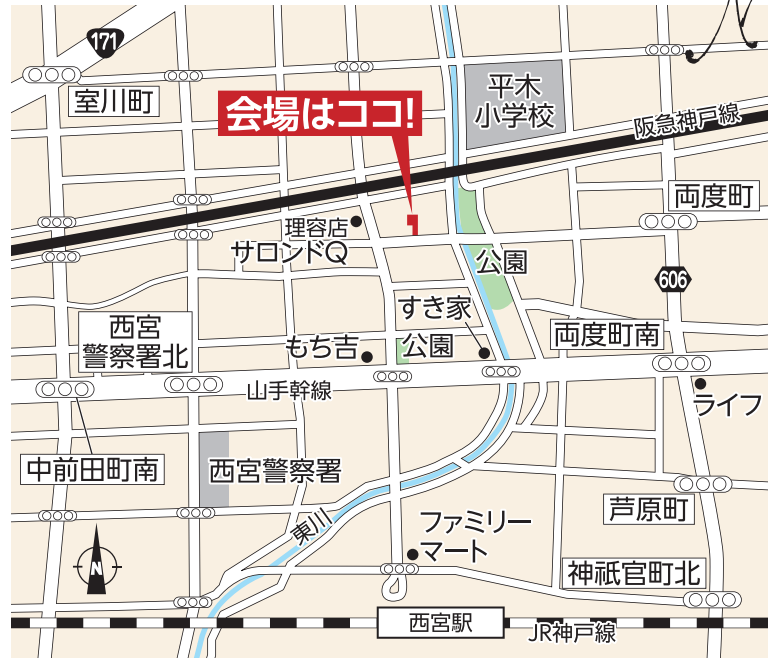 171
室川町
会場はココ!
平木
小学校
阪急神戸線
両度町
理容店
サロンドQ
公園
606
すき家
両度町南
西宮
警察署北
もち吉
公園
山手幹線
ライフ
中前田町南
西宮警察署
芦原町
東川
ファミリー
マート
神祇官町北
N
西宮駅
JR神戸線